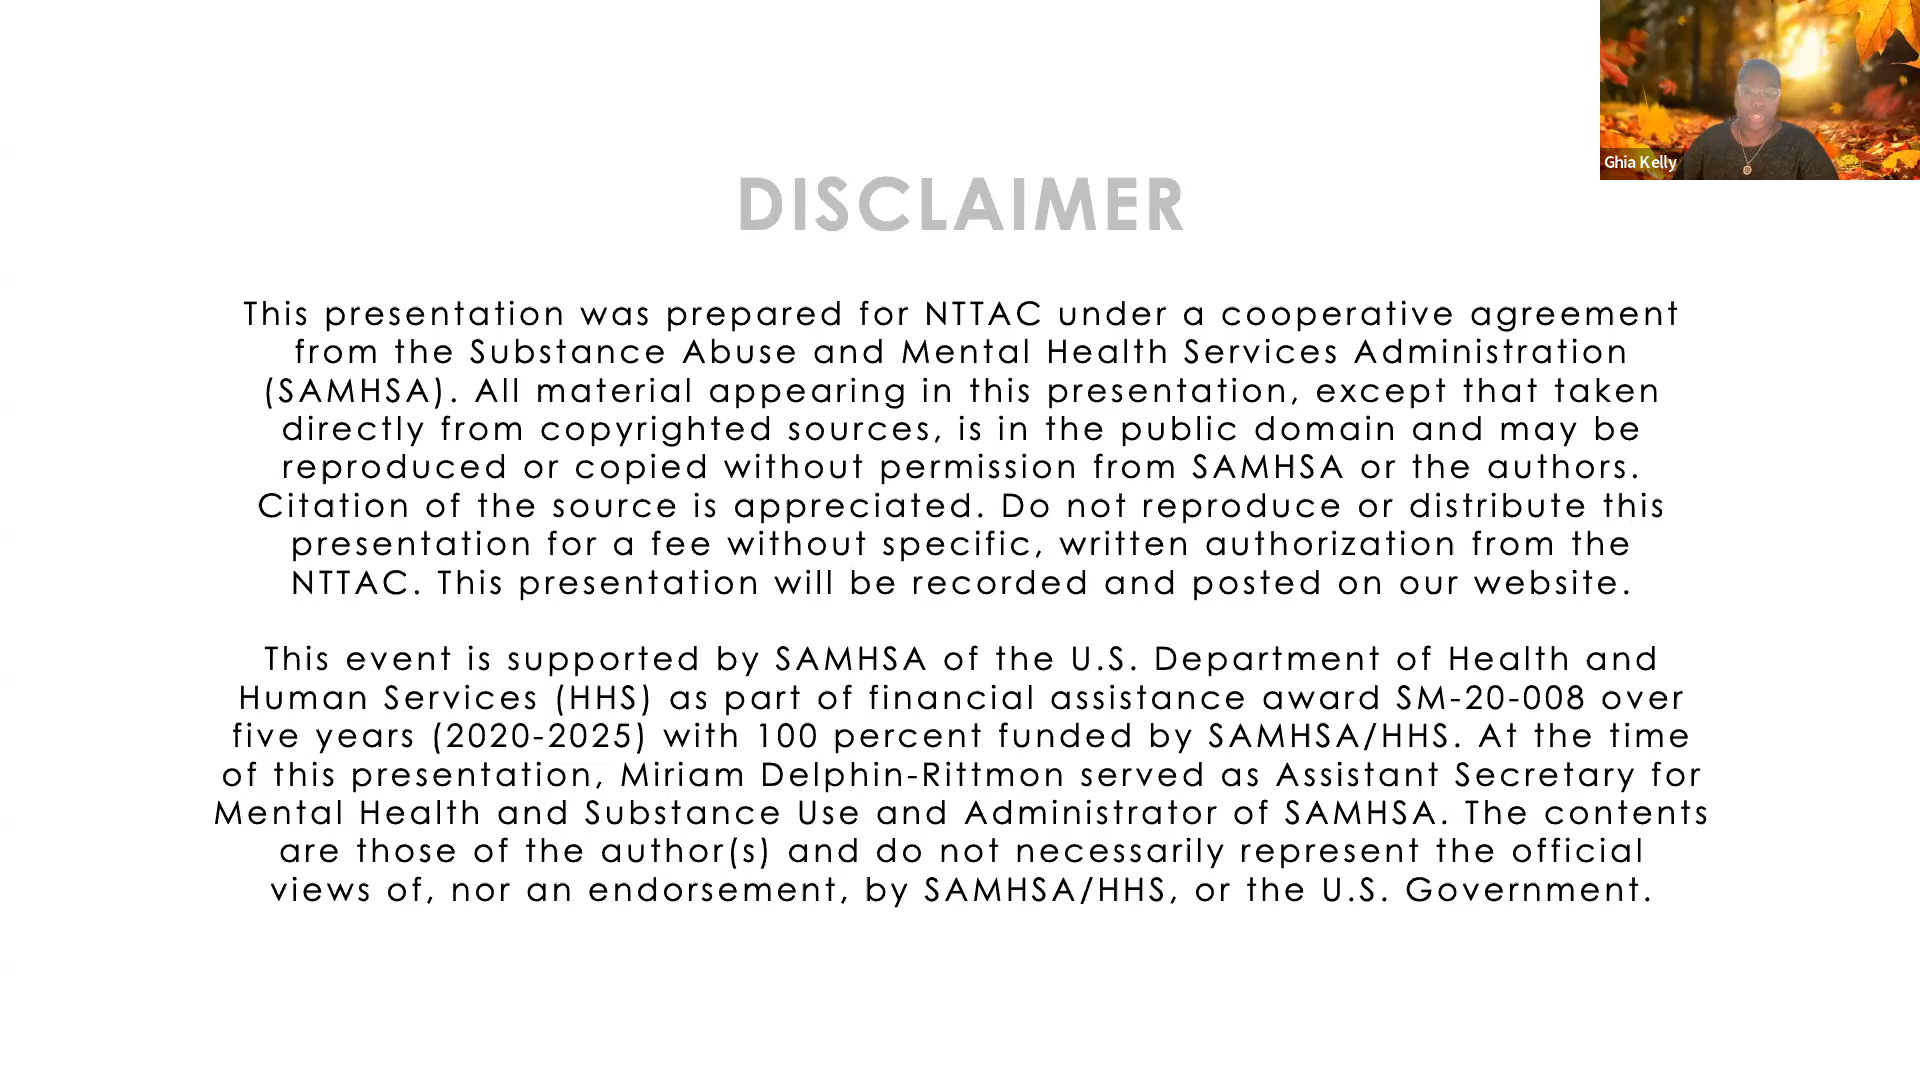 Ghia Kelly
DISCLAIMER
This presentation was prepared for NTTAC under a cooperative agreement
from the Substance Abuse and Mental Health Services Administration
(SAMHSA). All material appearing in this presentation, except that taken
directly from copyrighted sources, is in the public domain and may be
reproduced or copied without permission from SAMHSA or the authors.
Citation of the source is appreciated. Do not reproduce or distribute this
presentation for a fee without specific, written authorization from the
NTTAC. This presentation will be recorded and posted on our website.
This event is supported by SAMHSA of the U.S. Department of Health and
Human Services (HHS) as part of financial assistance award SM-20-008 over
five years (2020-2025) with 100 percent funded by SAMHSA/HHS. At the time
of this presentation, Miriam Delphin-Rittmon served as Assistant Secretary for
Mental Health and Substance Use and Administrator of SAMHSA. The contents
are those of the author(s) and do not necessarily represent the official
views of, nor an endorsement, by SAMHSA/HHS, or the U.S. Government.